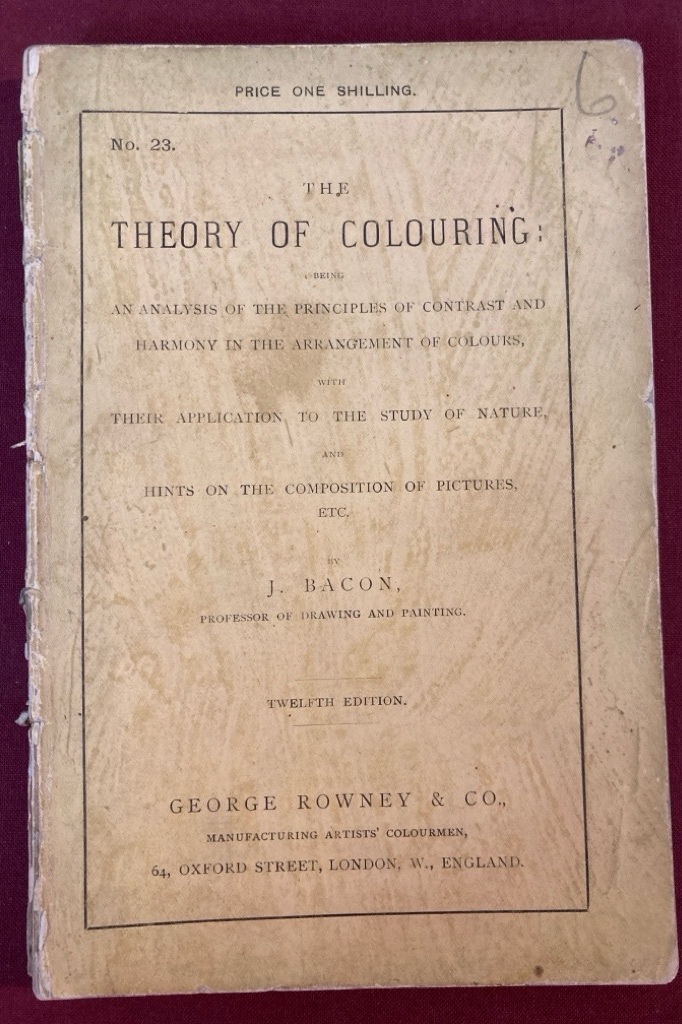 PRICE ONE SHILLING.
6
No. 23.
THE
THEORY OF COLOURING:
BEING
AN ANALYSIS OF THE PRINCIPLES OF CONTRAST AND
HARMONY IN THE ARRANGEMENT OF COLOURS,
WITH
THEIR APPLICATION TO THE STUDY OF NATURE,
AND
HINTS ON THE COMPOSITION OF PICTURES,
ETC.
BY
J. BACON,
PROFESSOR OF DRAWING AND PAINTING.
TWELFTH EDITION.
GEORGE ROWNEY & CO.,
MANUFACTURING ARTISTS' COLOURMEN,
64, OXFORD STREET, LONDON, W., ENGLAND.